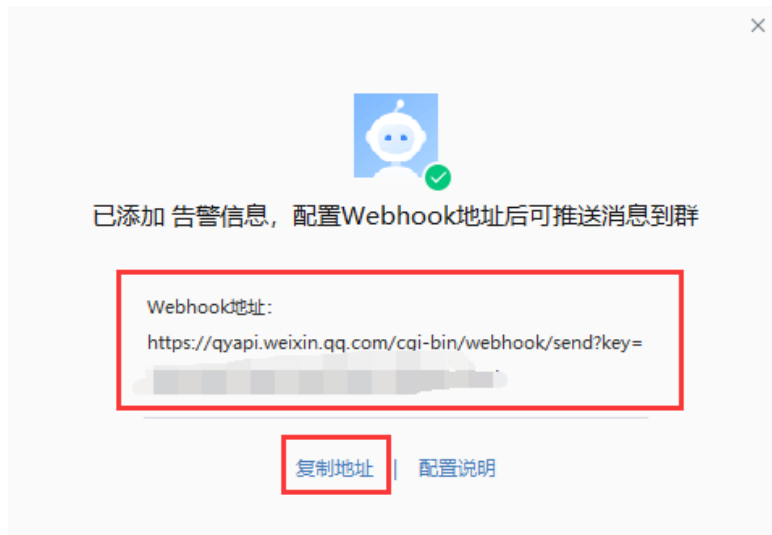 已添加 告警信息，配置Webhook地址后可推送消息到群
Webhook地址：
https://qyapi.weixin.qq.com/cgi-bin/webhook/send?key=
复制地址 | 配置说明